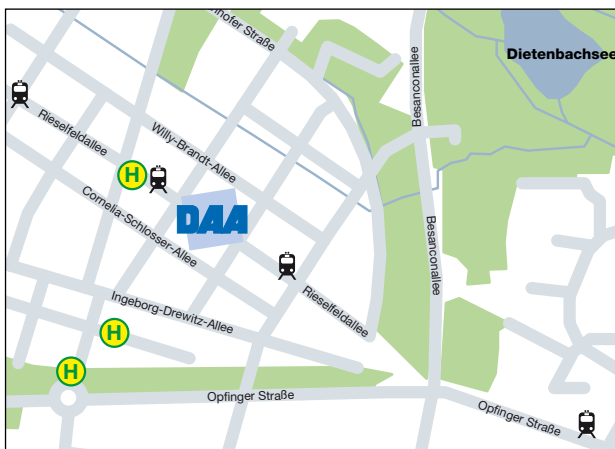 nhofer Straße
Dietenbachsee
Besanconallee
Willy-Brandt-Allee
Rieselfeldallee
H
DAA
Cornelia-Schlosser-Allee
Besanconallee
Ingeborg-Drewitz-Allee
Rieselfeldallee
H
H
Opfinger Straße
Opfinger Straße